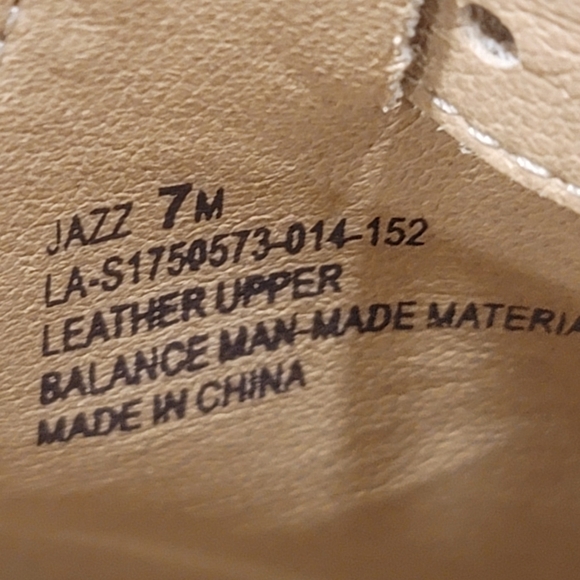 JAZZ 7M
LA-S1750573-014-152
LEATHER UPPER
BALANCE MAN-MADE MATERIA
MADE IN CHINA